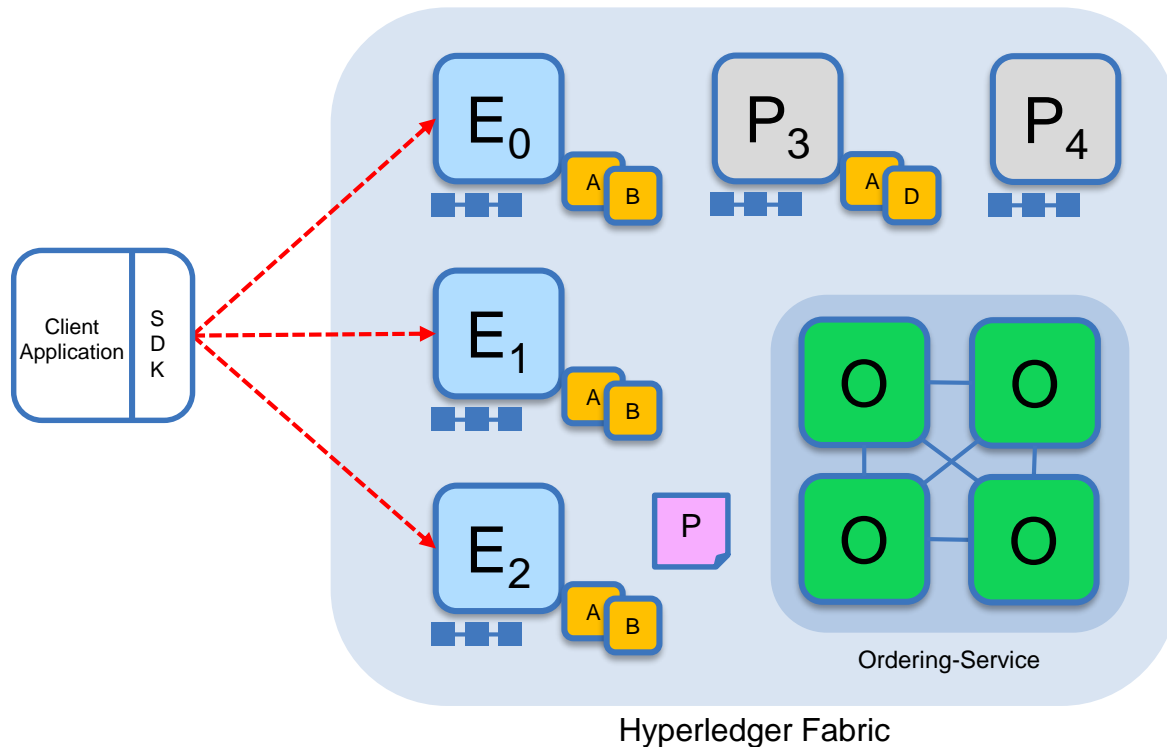 E0
A
B
P3
A
D
P4
Client
Application
S
D
K
E1
A
B
E2
A
B
P
O
O
O
O
Ordering-Service
Hyperledger Fabric